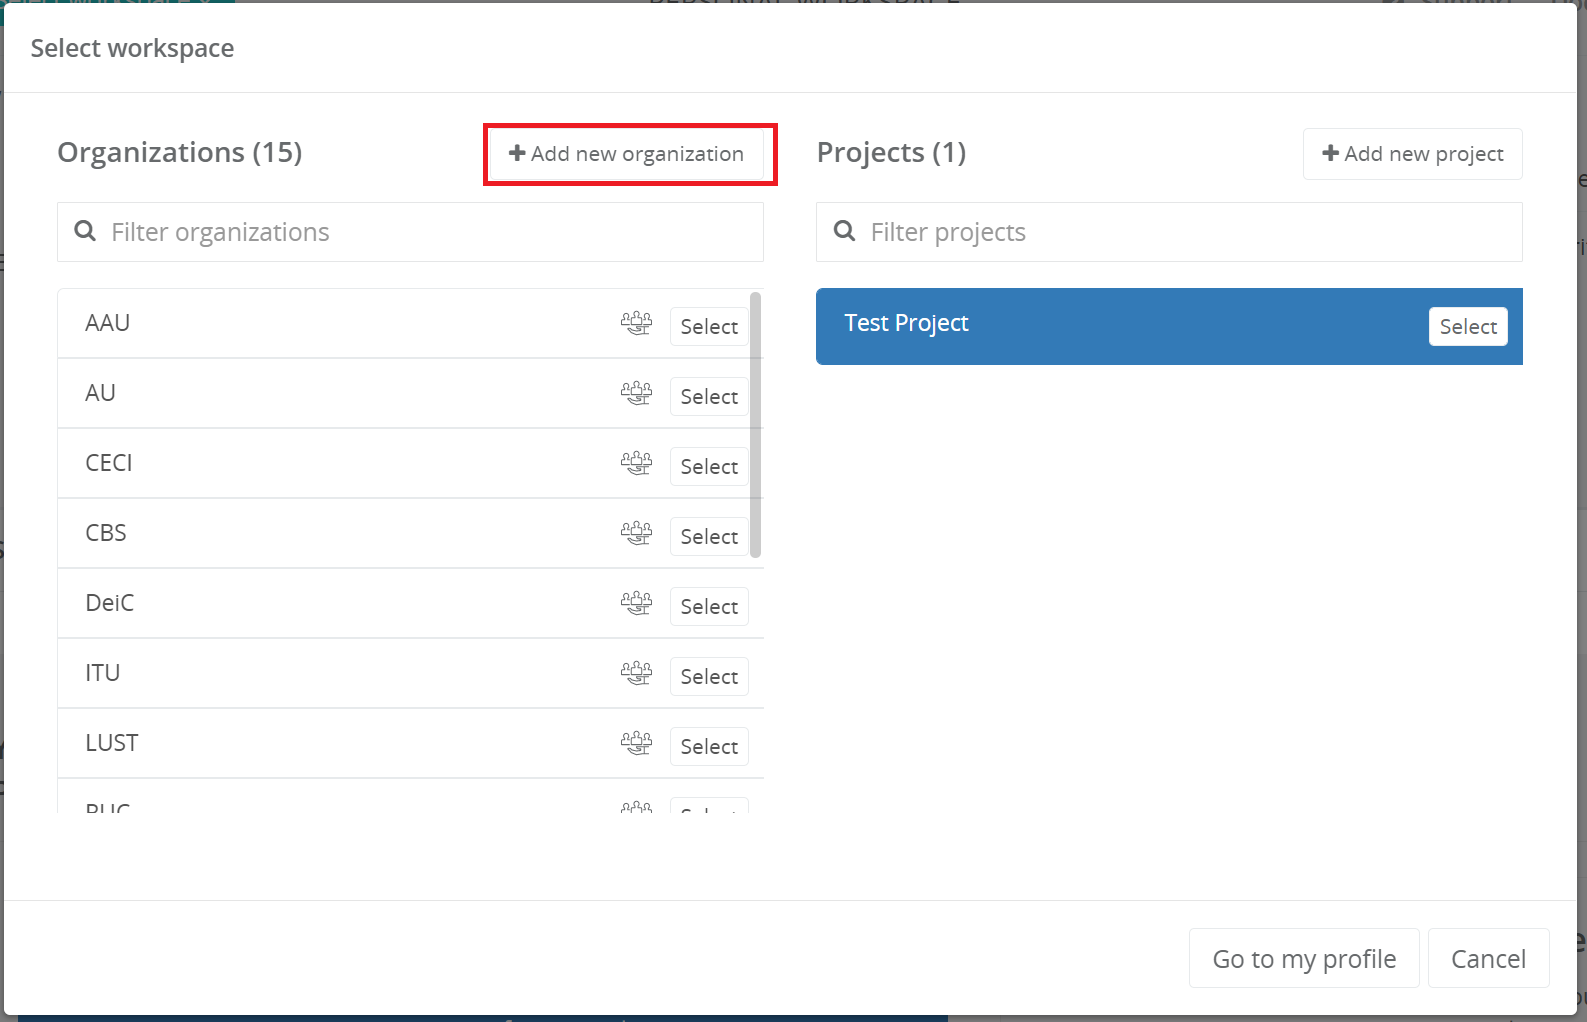 Select workspace
Organizations (15)
Add new organization
Filter organizations
AAU
Select
AU
Select
CECI
Select
CBS
Select
DeiC
Select
ITU
Select
LUST
Select
Projects (1)
Add new project
Filter projects
Test Project
Select
Go to my profile
Cancel